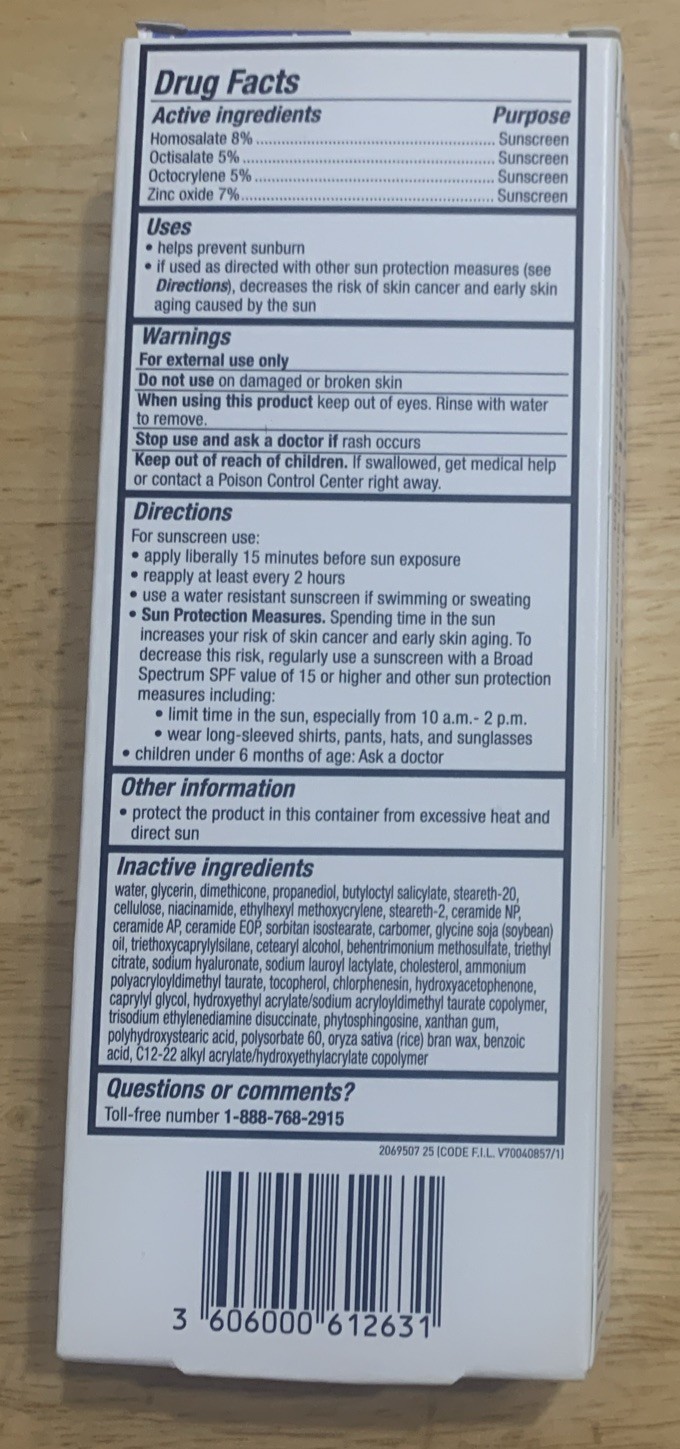 Drug Facts
Active ingredients Purpose
Homosalate 8% ........ Sunscreen
Octisalate 5% ........ Sunscreen
Octocrylene 5% ........ Sunscreen
Zinc oxide 7% ........ Sunscreen
Uses
• helps prevent sunburn
• if used as directed with other sun protection measures (see
Directions), decreases the risk of skin cancer and early skin
aging caused by the sun
Warnings
For external use only
Do not use on damaged or broken skin
When using this product keep out of eyes. Rinse with water
to remove.
Stop use and ask a doctor if rash occurs
Keep out of reach of children. If swallowed, get medical help
or contact a Poison Control Center right away.
Directions
For sunscreen use:
• apply liberally 15 minutes before sun exposure
• reapply at least every 2 hours
• use a water resistant sunscreen if swimming or sweating
• Sun Protection Measures. Spending time in the sun
increases your risk of skin cancer and early skin aging. To
decrease this risk, regularly use a sunscreen with a Broad
Spectrum SPF value of 15 or higher and other sun protection
measures including:
• limit time in the sun, especially from 10 a.m.- 2 p.m.
• wear long-sleeved shirts, pants, hats, and sunglasses
• children under 6 months of age: Ask a doctor
Other information
• protect the product in this container from excessive heat and
direct sun
Inactive ingredients
water, glycerin, dimethicone, propanediol, butyloctyl salicylate, steareth-20,
cellulose, niacinamide, ethylhexyl methoxycrylene, steareth-2, ceramide NP,
ceramide AP, ceramide EOP, sorbitan isostearate, carbomer, glycine soja (soybean)
oil, triethoxycaprylylsilane, cetearyl alcohol, behentrimonium methosulfate, triethyl
citrate, sodium hyaluronate, sodium lauroyl lactylate, cholesterol, ammonium
polyacryloyldimethyl taurate, tocopherol, chlorphenesin, hydroxyacetophenone,
caprylyl glycol, hydroxyethyl acrylate/sodium acryloyldimethyl taurate copolymer,
trisodium ethylenediamine disuccinate, phytosphingosine, xanthan gum,
polyhydroxystearic acid, polysorbate 60, oryza sativa (rice) bran wax, benzoic
acid, C12-22 alkyl acrylate/hydroxyethylacrylate copolymer
Questions or comments?
Toll-free number 1-888-768-2915
2069507 25 (CODE F.I.L. V70040857/1)
3 606000 612631